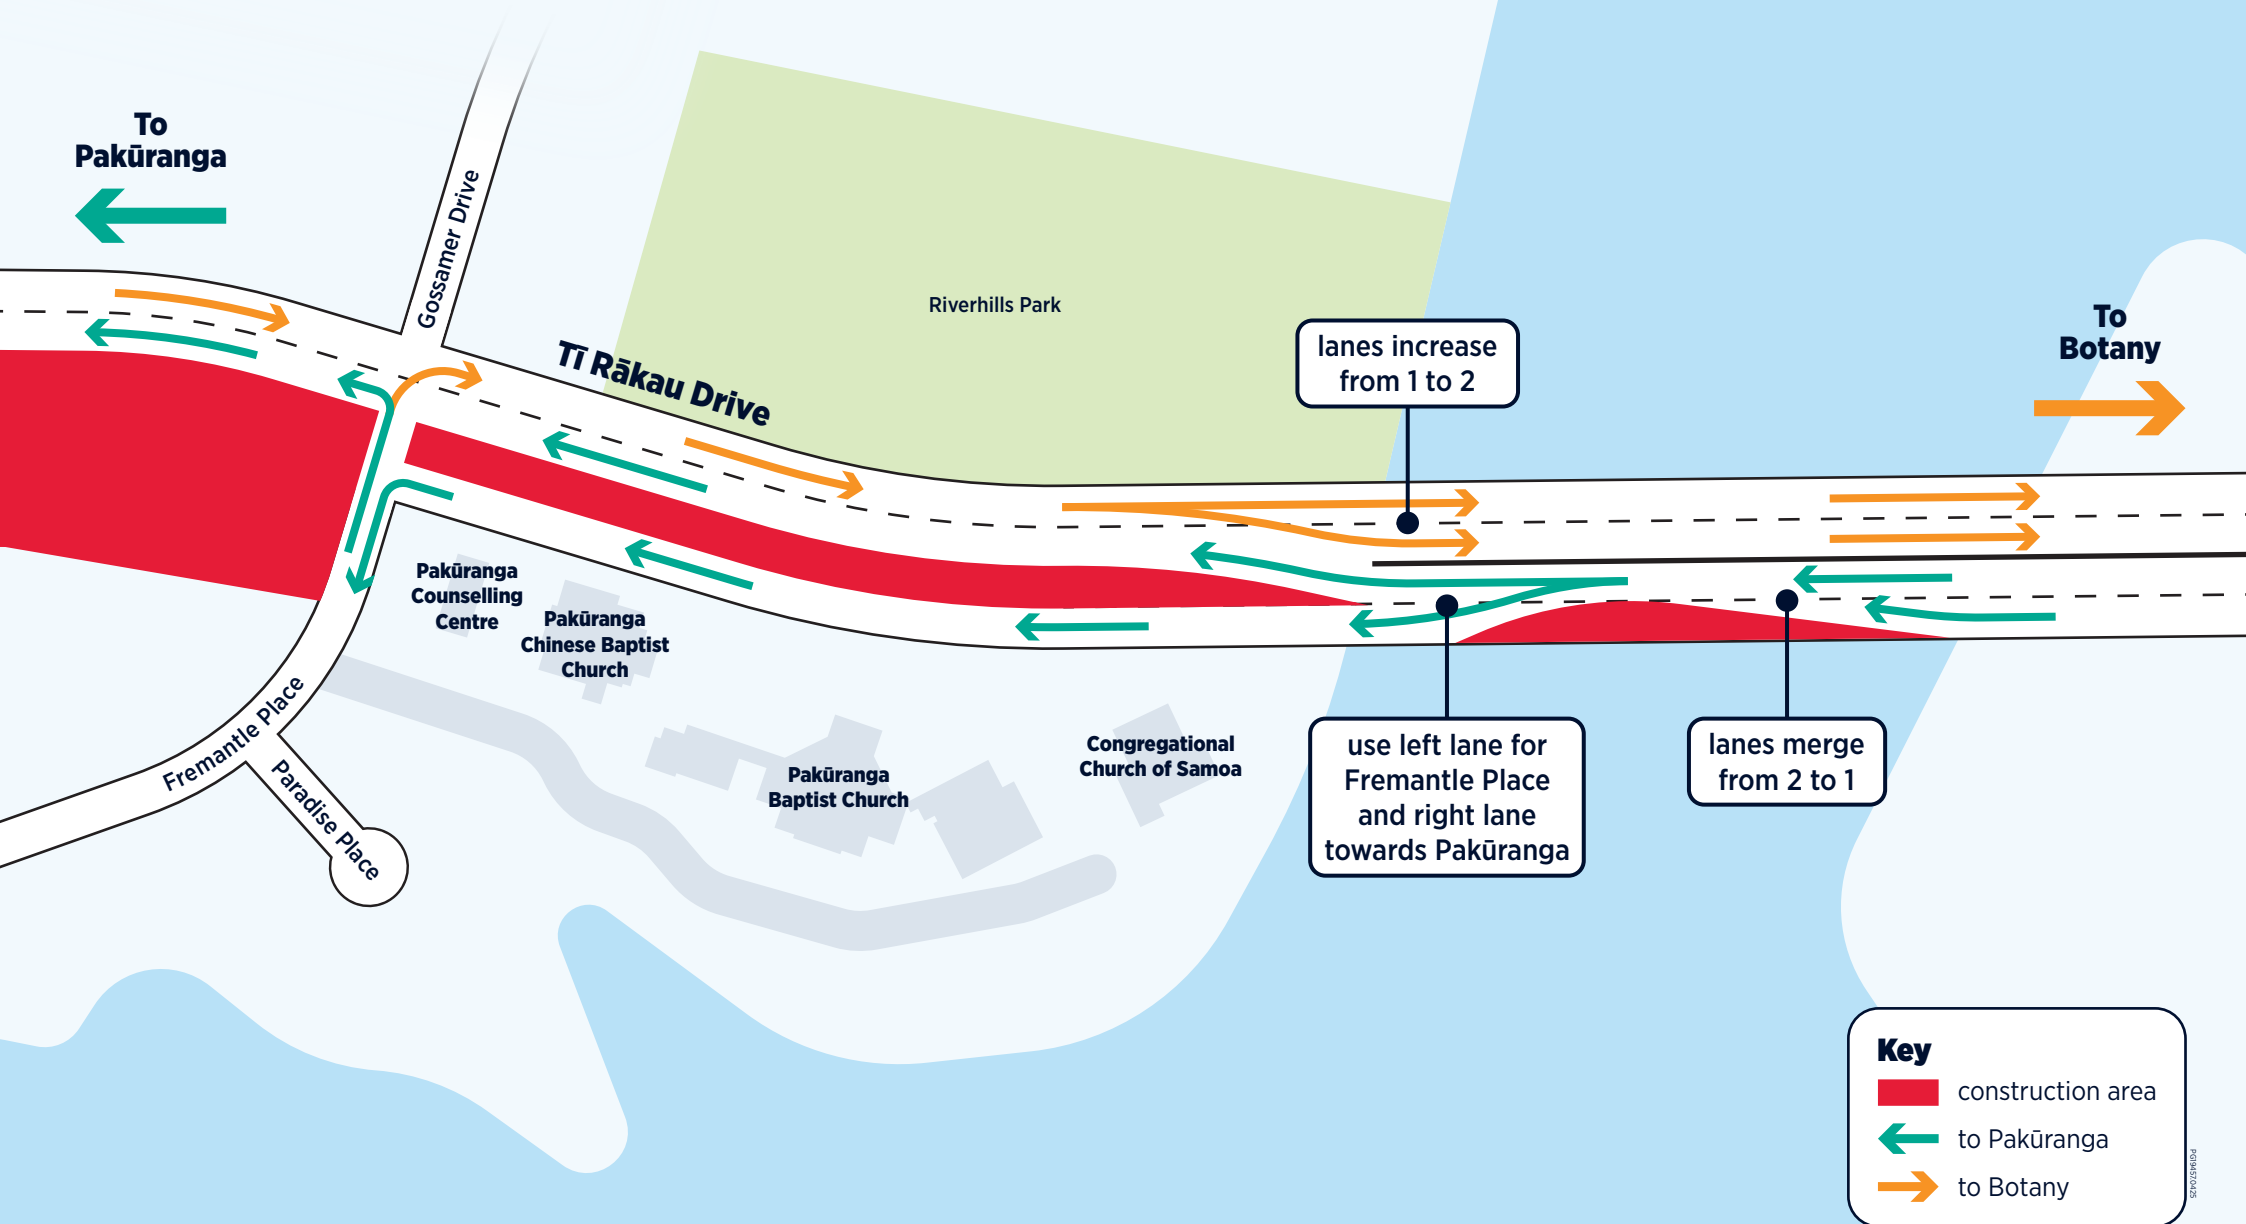 To
Pakūranga
Gossamer Drive
Tī Rākau Drive
Riverhills Park
lanes increase
from 1 to 2
To
Botany
Pakūranga
Counselling
Centre
Pakūranga
Chinese Baptist
Church
Pakūranga
Baptist Church
Congregational
Church of Samoa
use left lane for
Fremantle Place
and right lane
towards Pakūranga
lanes merge
from 2 to 1
Fremantle Place
Paradise Place
Key
construction area
to Pakūranga
to Botany
PG19457.0425